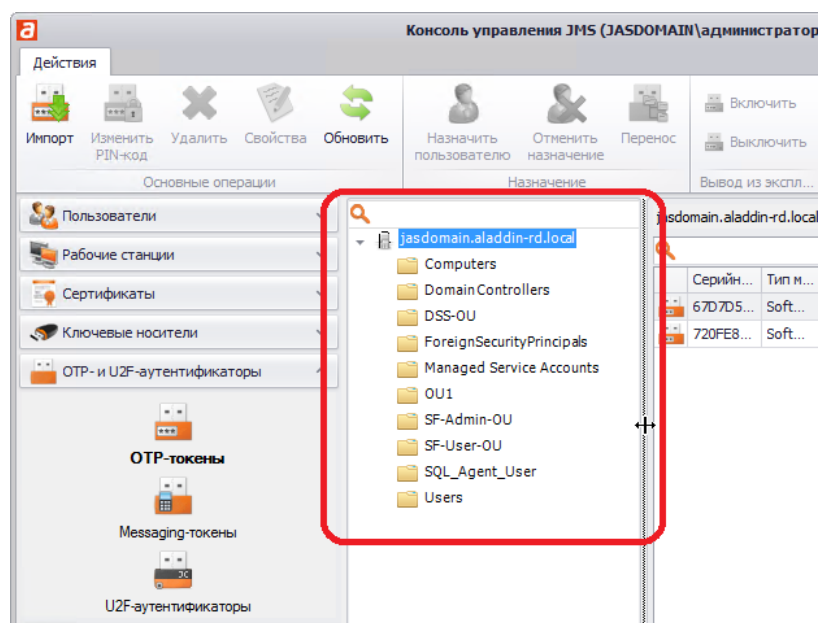 a
Консоль управления JMS (JASDOMAIN\администратор
Действия
Импорт
Изменить
PIN-код
Удалить
Свойства
Обновить
Назначить
пользователю
Отменить
назначение
Перенос
Включить
Выключить
Основные операции
Назначение
Вывод из экспл...
Пользователи
Рабочие станции
Сертификаты
Ключевые носители
OTP- и U2F-аутентификаторы
OTP-токены
Messaging-токены
U2F-аутентификаторы
jasdomain.aladdin-rd.local
Computers
Domain Controllers
DSS-OU
ForeignSecurityPrincipals
Managed Service Accounts
OU1
SF-Admin-OU
SF-User-OU
SQL_Agent_User
Users
jasdomain.aladdin-rd.local
Серийн... Тип м...
67D7D5... Soft...
720FE8... Soft...